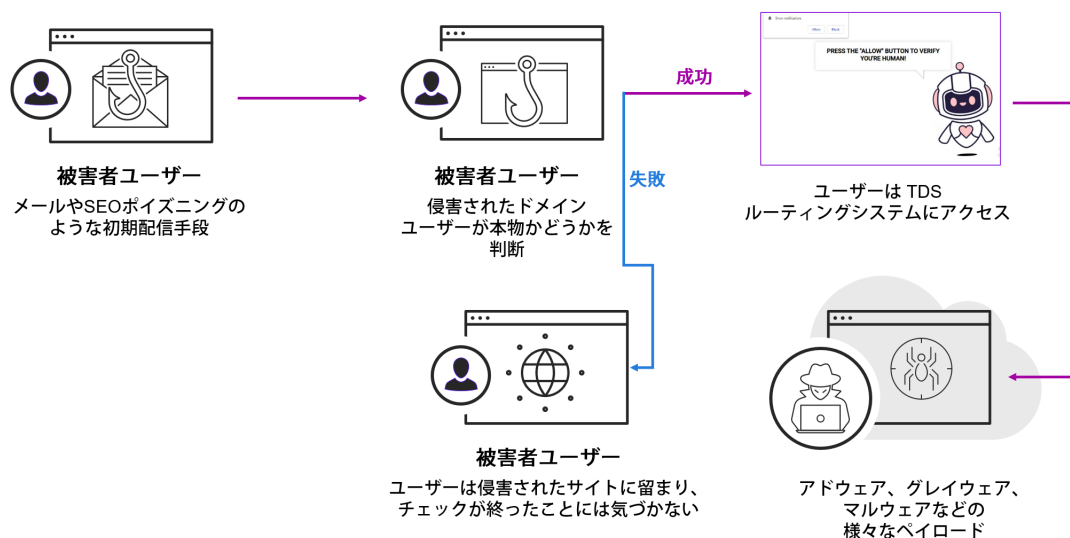 Show notifications
Allow
Block
PRESS THE "ALLOW" BUTTON TO VERIFY
YOU'RE HUMAN!
成功
被害者ユーザー
メールやSEOポイズニングの
ような初期配信手段
被害者ユーザー
侵害されたドメイン
ユーザーが本物かどうかを
判断
失敗
ユーザーは TDS
ルーティングシステムにアクセス
被害者ユーザー
ユーザーは侵害されたサイトに留まり、
チェックが終ったことには気づかない
アドウェア、グレイウェア、
マルウェアなどの
様々なペイロード